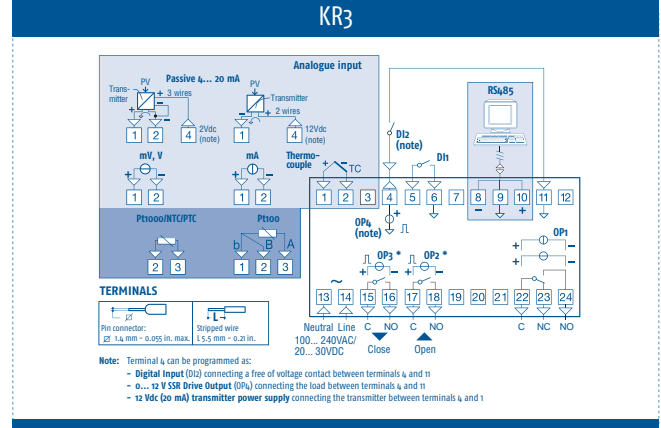 KR3
Analogue input
Passive 4... 20 mA
PV
Trans-
mitter
3 wires
1 2 4
2Vdc
(note)
PV
Transmitter
2 wires
1 4
12Vdc
(note)
mV, V
1 2
mA
1 2
Thermo-
couple
TC
RS485
DI2
(note)
DI1
1 2 3 4 5 6 7 8 9 10 11 12
Pt1000/NTC/PTC
2 3
Pt100
b B A
1 2 3
OP4
(note)
OP3 *
OP2 *
OP1
13 14 15 16 17 18 19 20 21 22 23 24
Neutral Line C NO C NO C NC NO
100... 240VAC/
20... 30VDC
Close
Open
TERMINALS
Pin connector:
1.4 mm - 0.055 in. max.
Stripped wire
L 5.5 mm - 0.21 in.
Note: Terminal 4 can be programmed as:
– Digital Input (DI2) connecting a free of voltage contact between terminals 4 and 11
– 0... 12 V SSR Drive Output (OP4) connecting the load between terminals 4 and 11
– 12 Vdc (20 mA) transmitter power supply connecting the transmitter between terminals 4 and 1